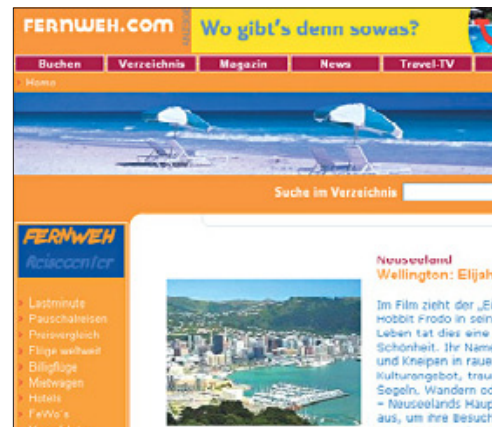 FERNWEH.COM
Wo gibt's denn sowas?
Buchen Verzeichnis Magazin News Travel-TV
Home
Suche im Verzeichnis
FERNWEH
Reisecenter
Lastminute
Pauschalreisen
Preisvergleich
Flüge weltweit
Billigflüge
Mietwagen
Hotels
FeWo's
Neuseeland
Wellington: Elijah
Im Film zieht der „E
Hobbit Frodo in sein
Leben tat dies eine
Schönheit. Ihr Name
und Kneipen in raue
Kulturangebot, trau
Segeln, Wandern od
– Neuseelands Haup
aus, um ihre Besuch